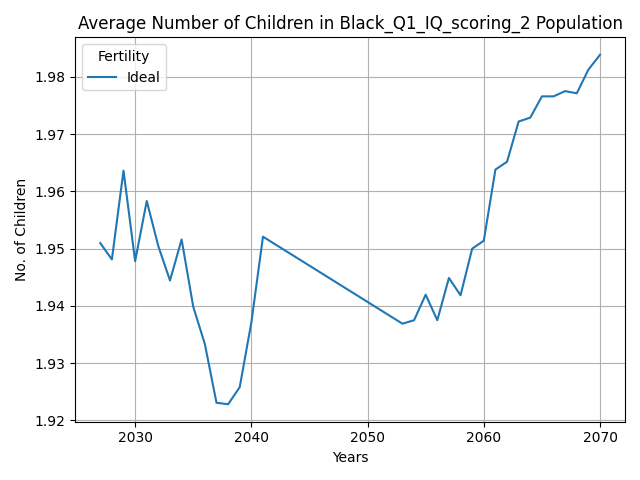 Average Number of Children in Black_Q1_IQ_scoring_2 Population
Fertility
Ideal
1.98
1.97
1.96
1.95
1.94
1.93
1.92
No. of Children
2030 2040 2050 2060 2070
Years